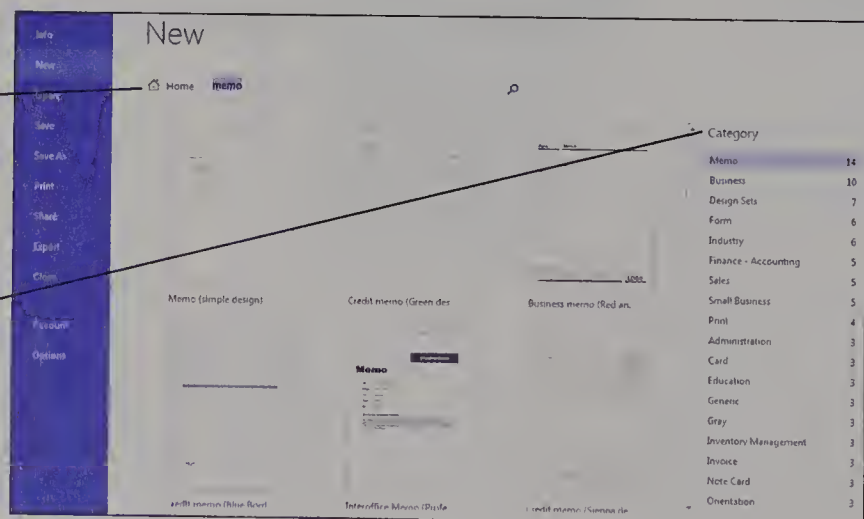 New
Info
New
Open
Save
Save As
Print
Share
Export
Close
Account
Options
Home memo
Memo (simple design)
Credit memo (Green des
Business memo (Red an.
Memo
Interoffice Memo (Profe
Category
Memo 14
Business 10
Design Sets 7
Form 6
Industry 6
Finance - Accounting 5
Sales 5
Small Business 5
Print 4
Administration 3
Card 3
Education 3
Generic 3
Gray 3
Inventory Management 3
Invoice 3
Note Card 3
Orientation 3